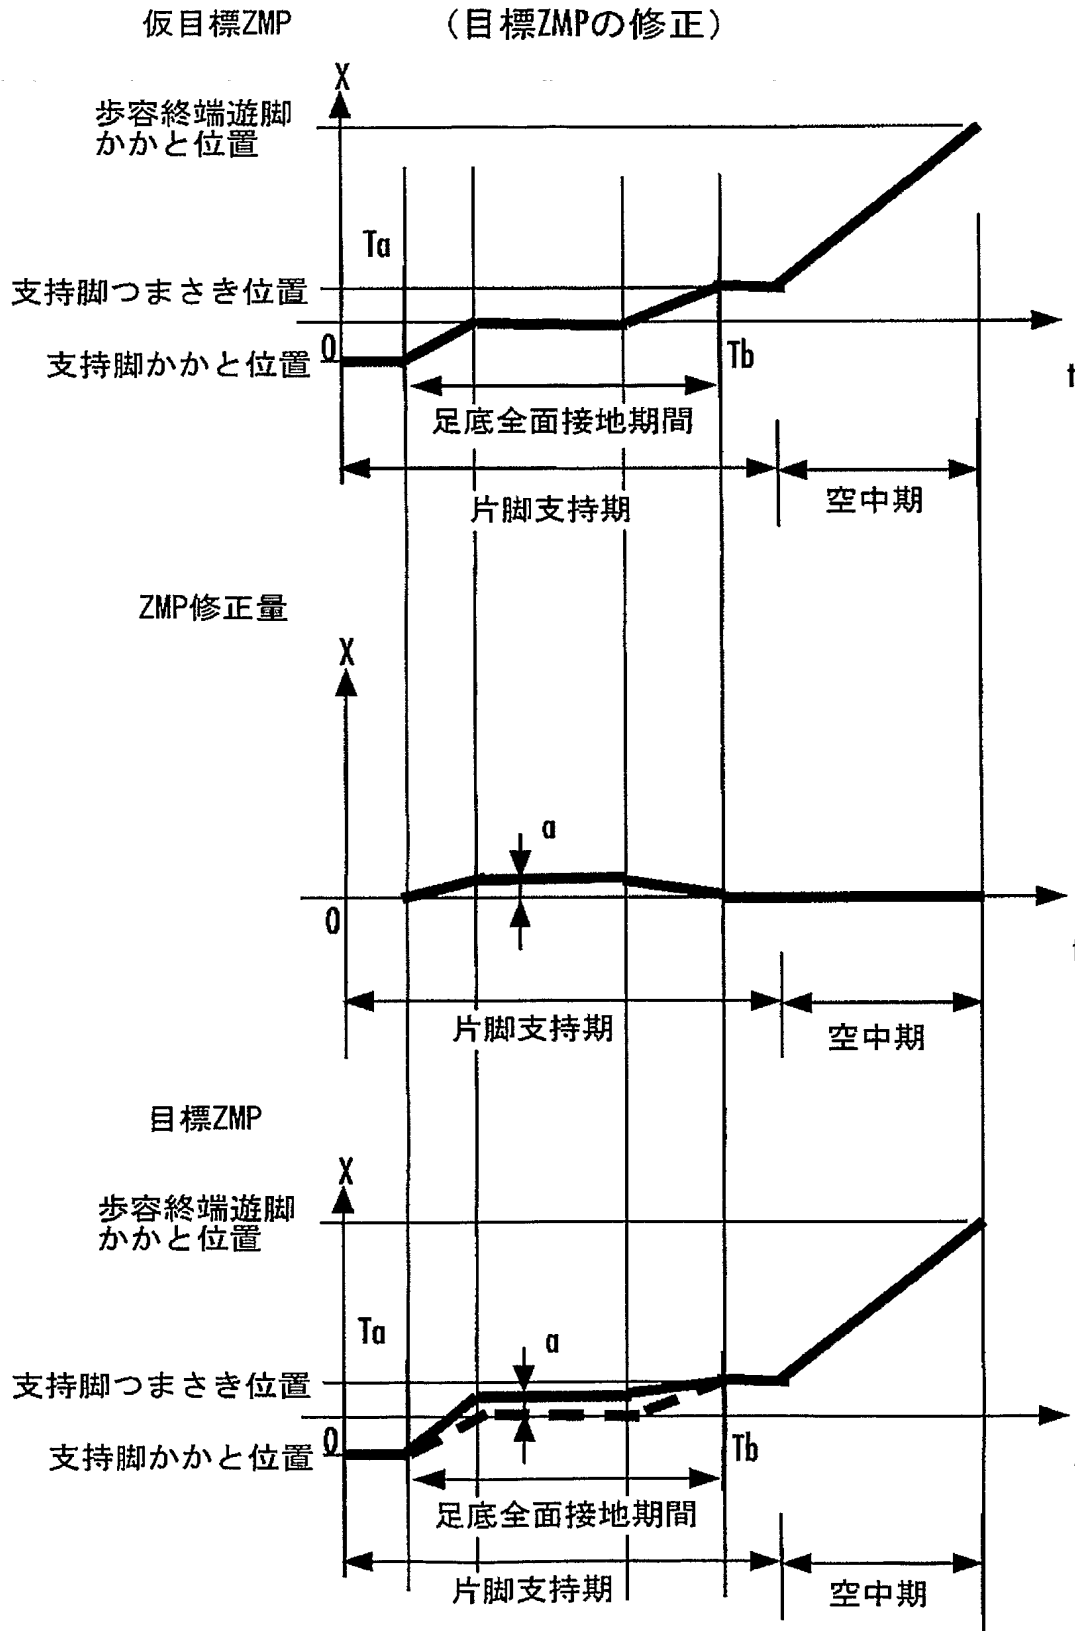 仮目標ZMP
(目標ZMPの修正)
X
歩容終端遊脚
かかと位置
Ta
支持脚つまさき位置
0
支持脚かかと位置
Tb
t
足底全面接地期間
片脚支持期
空中期
ZMP修正量
X
a
0
片脚支持期
空中期
目標ZMP
X
歩容終端遊脚
かかと位置
Ta
a
支持脚つまさき位置
0
支持脚かかと位置
Tb
足底全面接地期間
片脚支持期
空中期